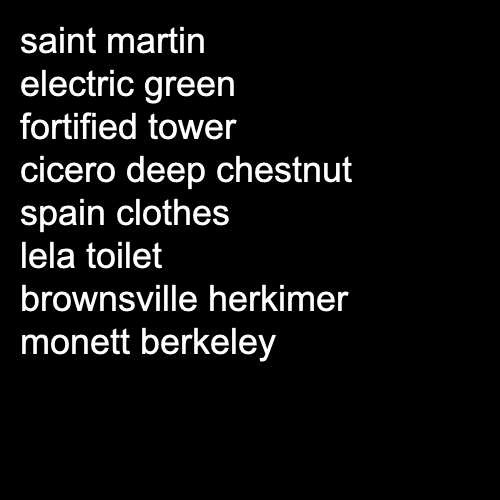 saint martin
electric green
fortified tower
cicero deep chestnut
spain clothes
lela toilet
brownsville herkimer
monett berkeley